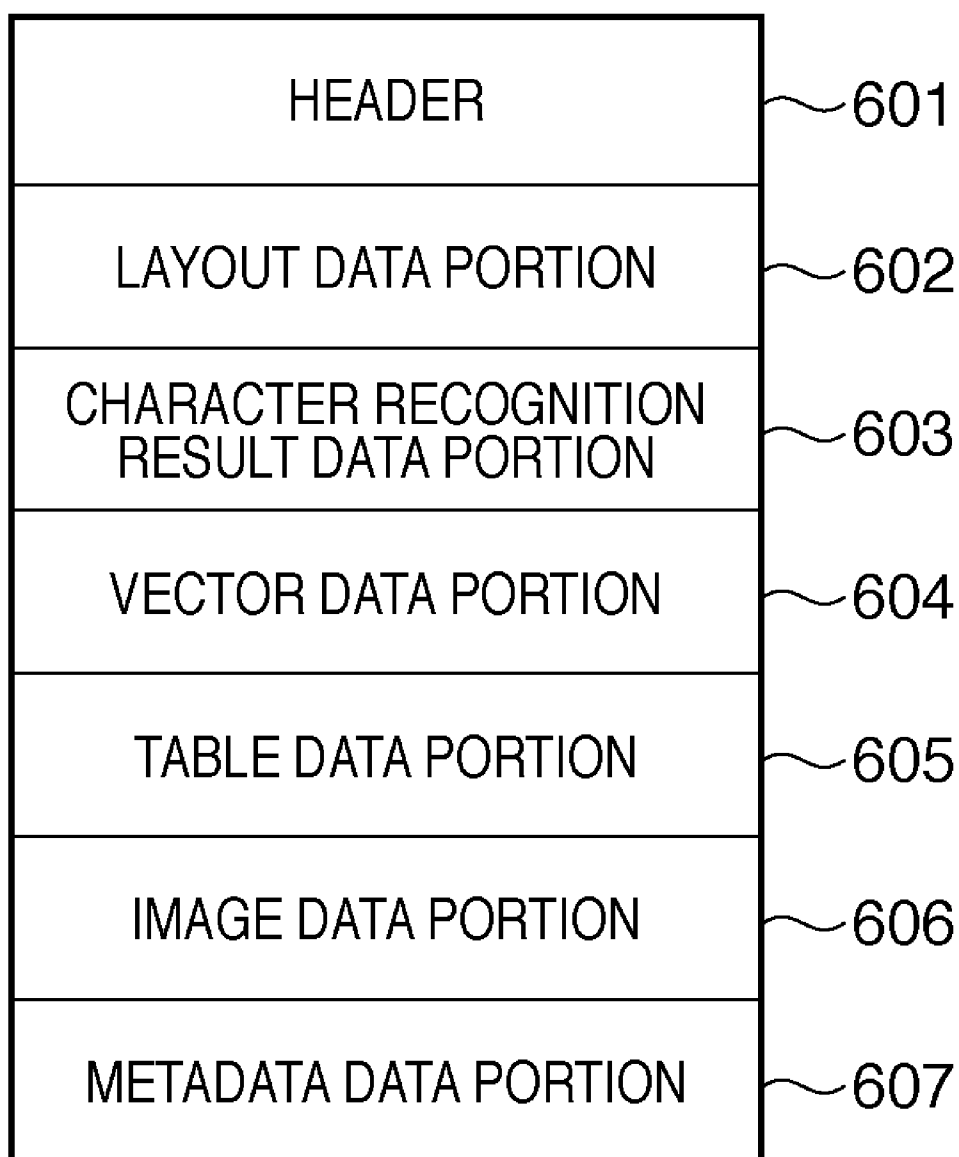 HEADER 601
LAYOUT DATA PORTION 602
CHARACTER RECOGNITION
RESULT DATA PORTION 603
VECTOR DATA PORTION 604
TABLE DATA PORTION 605
IMAGE DATA PORTION 606
METADATA DATA PORTION 607